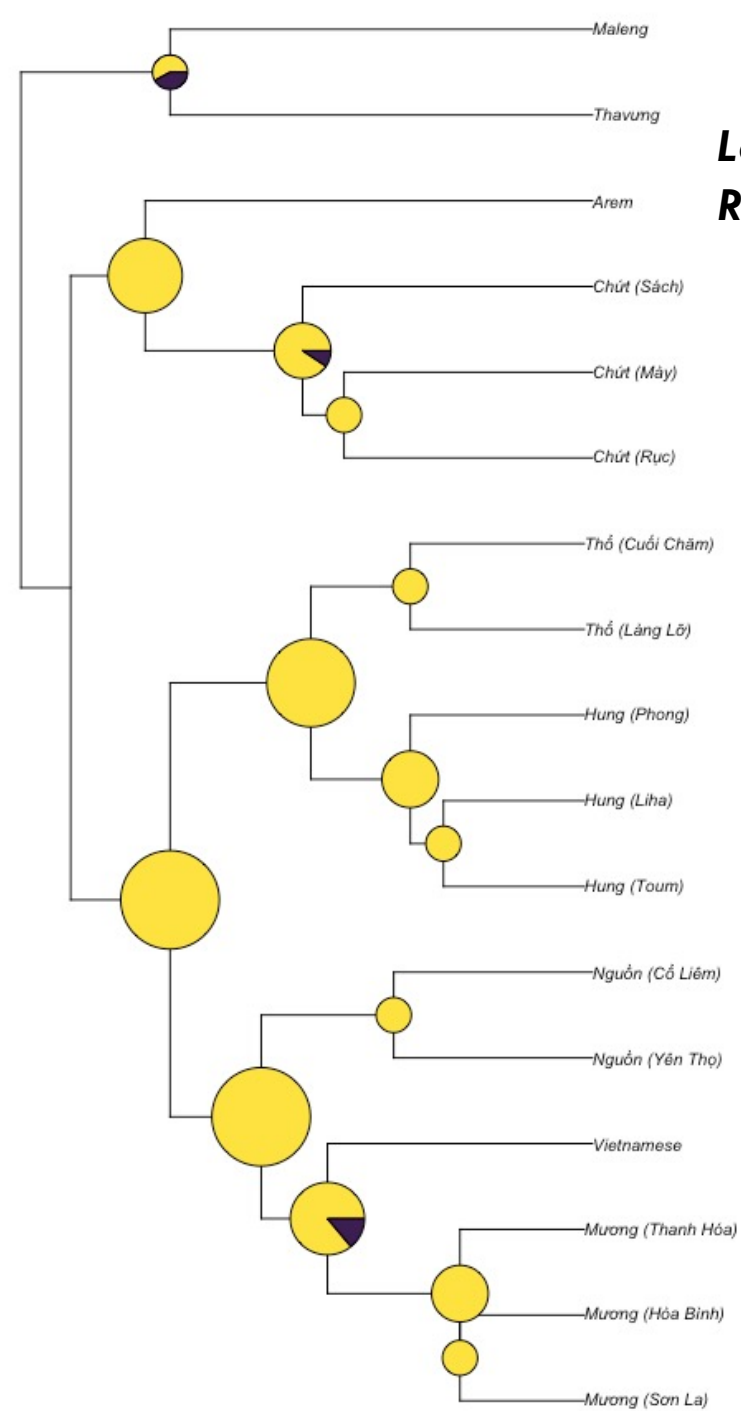 Maleng
Thavưng
Arem
Chứt (Sách)
Chứt (Mày)
Chứt (Rục)
Thổ (Cuối Chăm)
Thổ (Làng Lỡ)
Hung (Phong)
Hung (Liha)
Hung (Toum)
Nguồn (Cổ Liêm)
Nguồn (Yên Thọ)
Vietnamese
Mương (Thanh Hóa)
Mương (Hòa Bình)
Mương (Sơn La)